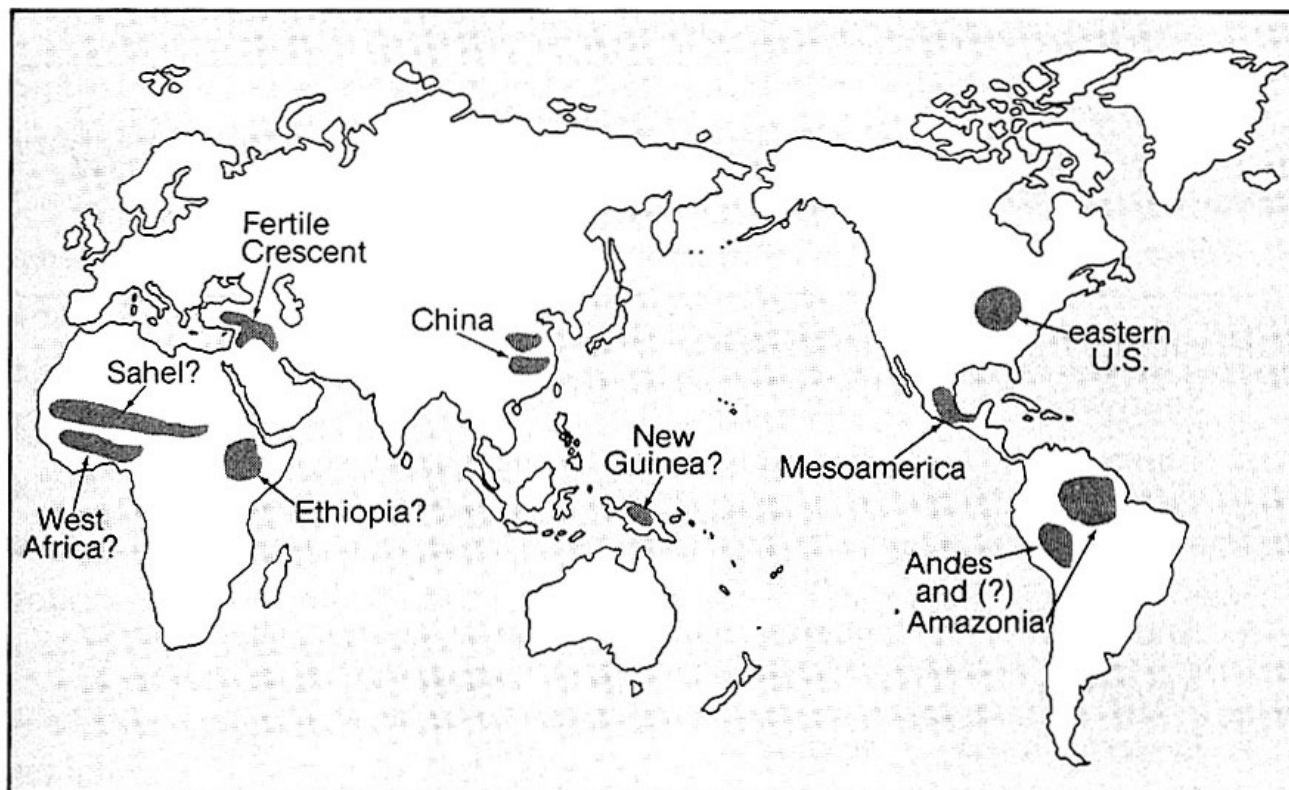 Fertile
Crescent
China
Sahel?
eastern
U.S.
New
Guinea?
Mesoamerica
West
Africa?
Ethiopia?
Andes
and (?)
Amazonia